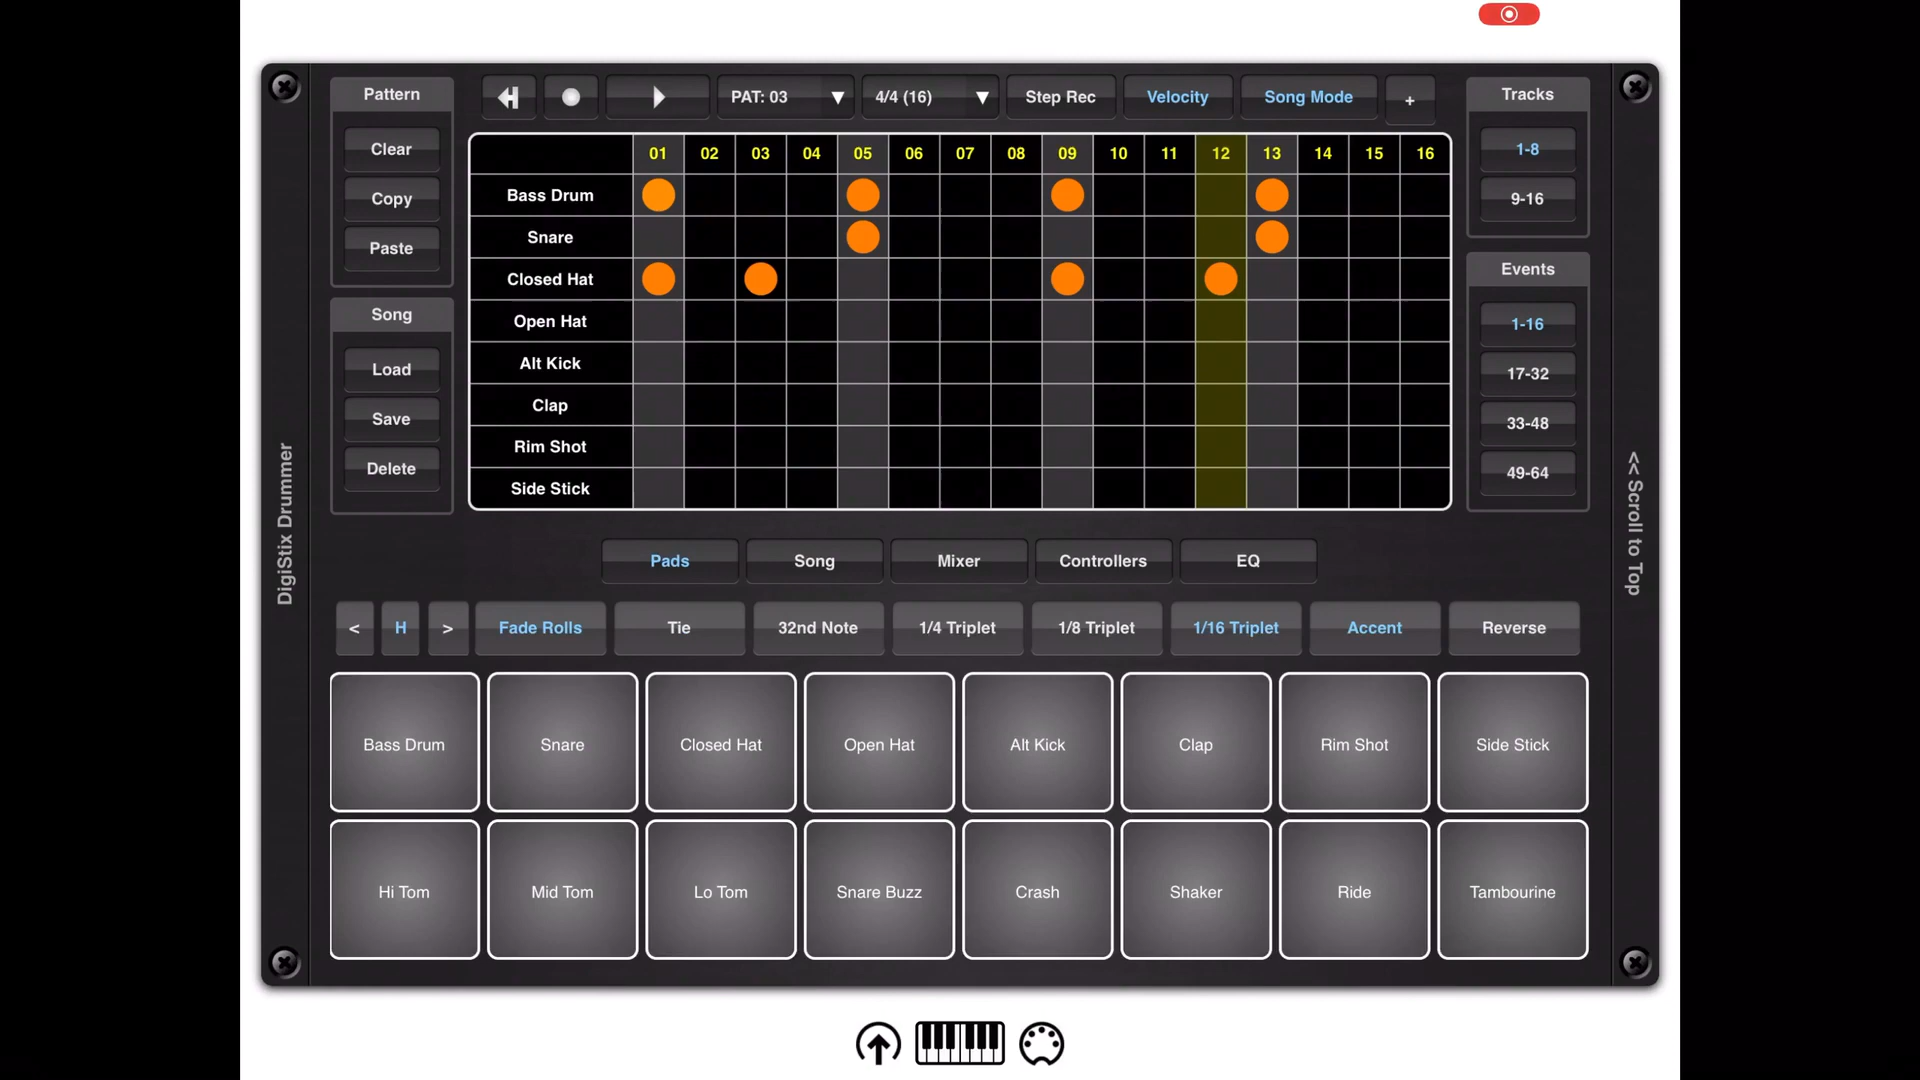 Pattern
Clear
Copy
Paste
Song
Load
Save
Delete
PAT: 03 ▼
4/4 (16) ▼
Step Rec
Velocity
Song Mode
+
01 02 03 04 05 06 07 08 09 10 11 12 13 14 15 16
Bass Drum
Snare
Closed Hat
Open Hat
Alt Kick
Clap
Rim Shot
Side Stick
Tracks
1-8
9-16
Events
1-16
17-32
33-48
49-64
DigiStix Drummer
<< Scroll to Top
Pads Song Mixer Controllers EQ
< H > Fade Rolls Tie 32nd Note 1/4 Triplet 1/8 Triplet 1/16 Triplet Accent Reverse
Bass Drum Snare Closed Hat Open Hat Alt Kick Clap Rim Shot Side Stick
Hi Tom Mid Tom Lo Tom Snare Buzz Crash Shaker Ride Tambourine